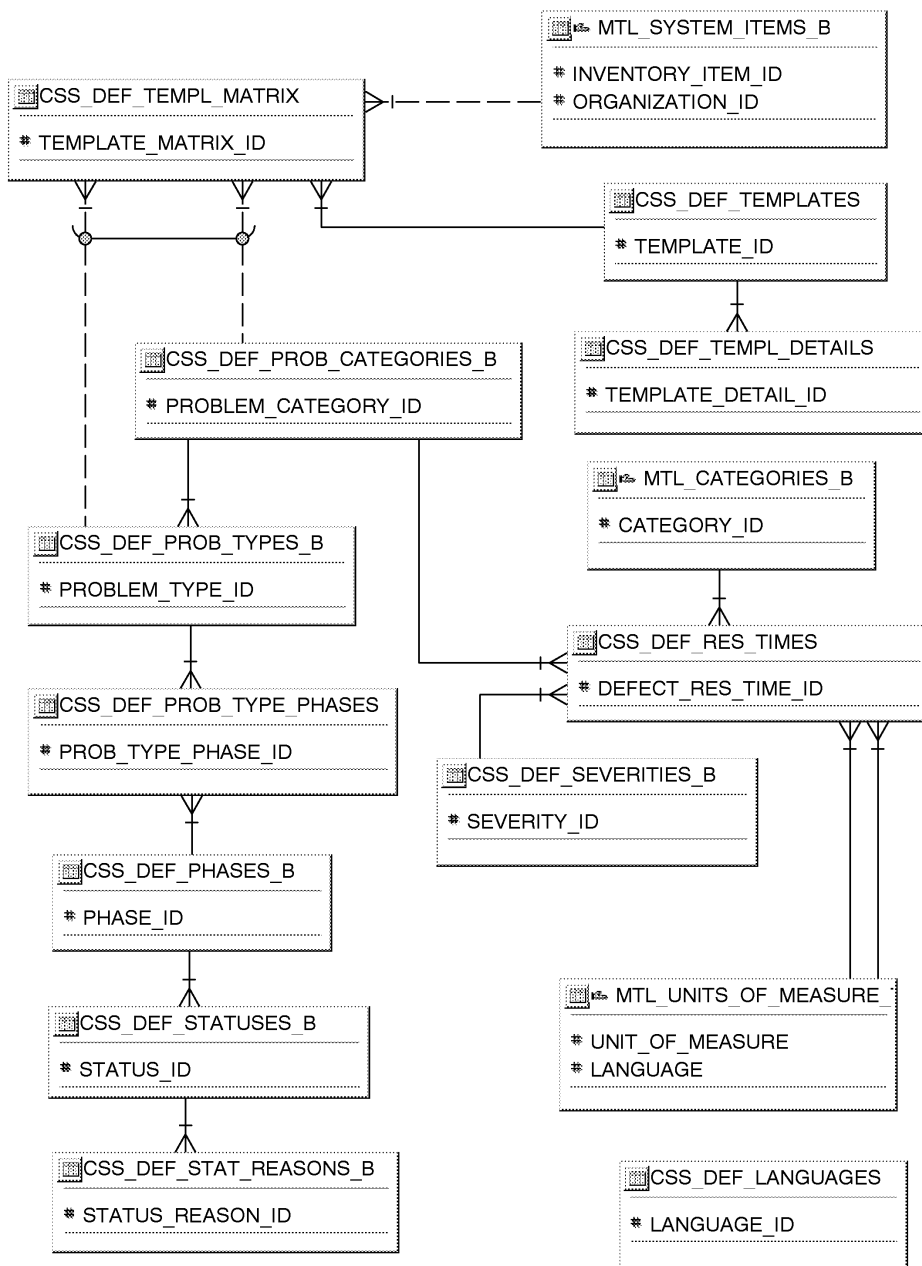 MTL_SYSTEM_ITEMS_B
# INVENTORY_ITEM_ID
# ORGANIZATION_ID
CSS_DEF_TEMPL_MATRIX
# TEMPLATE_MATRIX_ID
CSS_DEF_TEMPLATES
# TEMPLATE_ID
CSS_DEF_TEMPL_DETAILS
# TEMPLATE_DETAIL_ID
CSS_DEF_PROB_CATEGORIES_B
# PROBLEM_CATEGORY_ID
MTL_CATEGORIES_B
# CATEGORY_ID
CSS_DEF_PROB_TYPES_B
# PROBLEM_TYPE_ID
CSS_DEF_RES_TIMES
# DEFECT_RES_TIME_ID
CSS_DEF_PROB_TYPE_PHASES
# PROB_TYPE_PHASE_ID
CSS_DEF_SEVERITIES_B
# SEVERITY_ID
CSS_DEF_PHASES_B
# PHASE_ID
MTL_UNITS_OF_MEASURE_
# UNIT_OF_MEASURE
# LANGUAGE
CSS_DEF_STATUSES_B
# STATUS_ID
CSS_DEF_STAT_REASONS_B
# STATUS_REASON_ID
CSS_DEF_LANGUAGES
# LANGUAGE_ID